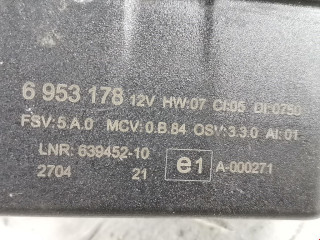 6 953 178 12V HW:07 CI:05 DI:0750
FSV:5.A.0 MCV:0.B.84 OSV:3.3.0 AI:01
LNR: 639452-10 e1 A-000271
2704 21